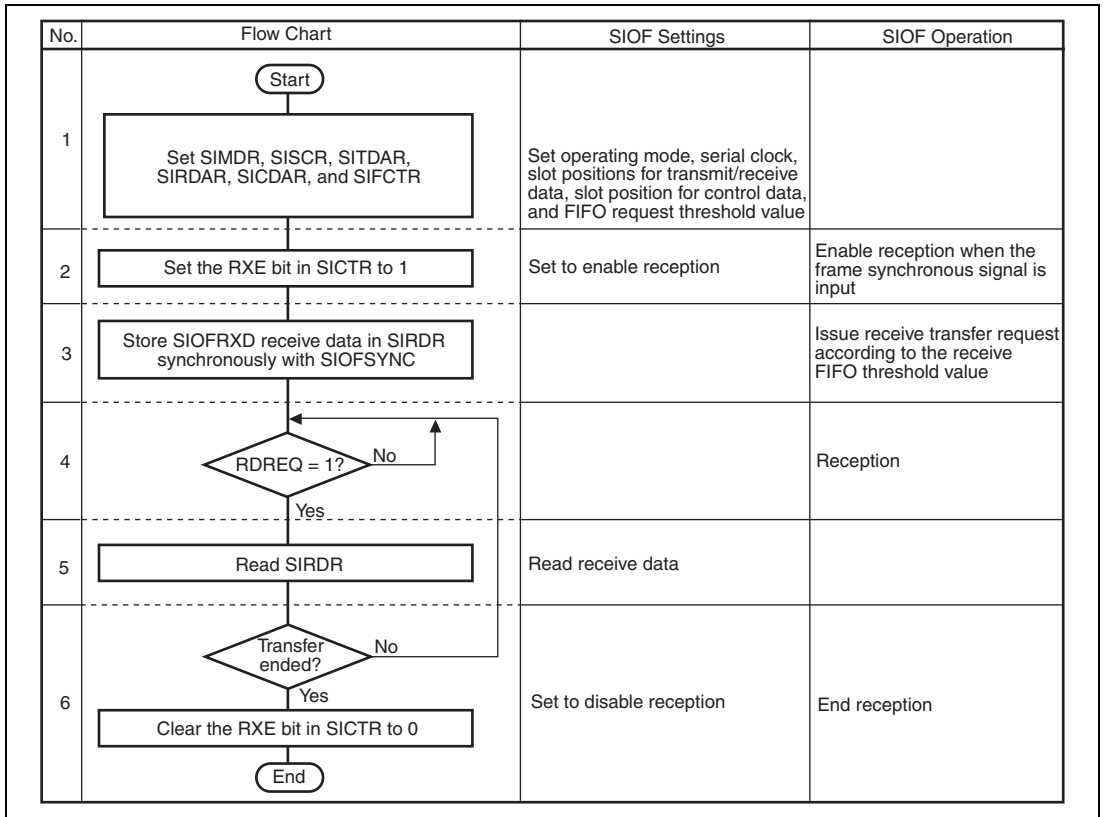 No.
Flow Chart
SIOF Settings
SIOF Operation
Start
1
Set SIMDR, SISCR, SITDAR,
SIRDAR, SICDAR, and SIFCTR
Set operating mode, serial clock,
slot positions for transmit/receive
data, slot position for control data,
and FIFO request threshold value
2
Set the RXE bit in SICTR to 1
Set to enable reception
Enable reception when the
frame synchronous signal is
input
3
Store SIOFRXD receive data in SIRDR
synchronously with SIOFSYNC
Issue receive transfer request
according to the receive
FIFO threshold value
4
RDREQ = 1?
No
Yes
Reception
5
Read SIRDR
Read receive data
6
Transfer
ended?
No
Yes
Clear the RXE bit in SICTR to 0
Set to disable reception
End reception
End